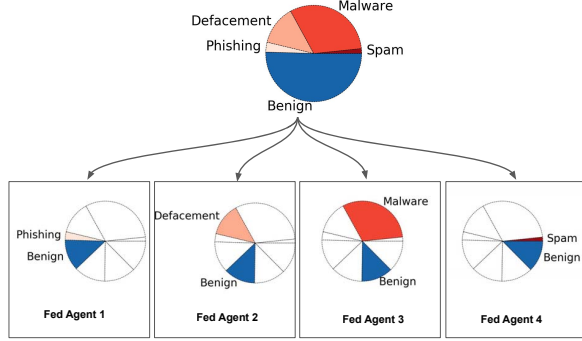 Malware
Defacement
Phishing
Spam
Benign
Phishing
Benign
Fed Agent 1
Defacement
Benign
Fed Agent 2
Malware
Benign
Fed Agent 3
Spam
Benign
Fed Agent 4